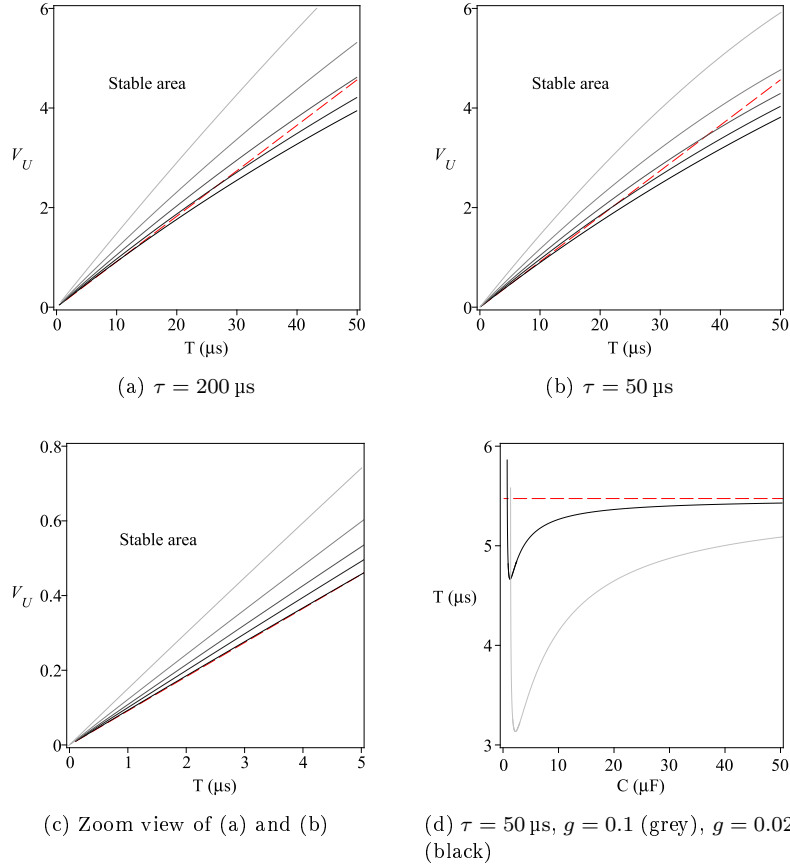 6
4
2
0
V_U
Stable area
0 10 20 30 40 50
T (µs)
(a) τ = 200 µs
6
4
2
0
V_U
Stable area
0 10 20 30 40 50
T (µs)
(b) τ = 50 µs
0.8
0.6
0.4
0.2
0
V_U
Stable area
0 1 2 3 4 5
T (µs)
(c) Zoom view of (a) and (b)
6
5
4
3
T (µs)
0 10 20 30 40 50
C (µF)
(d) τ = 50 µs, g = 0.1 (grey), g = 0.02
(black)